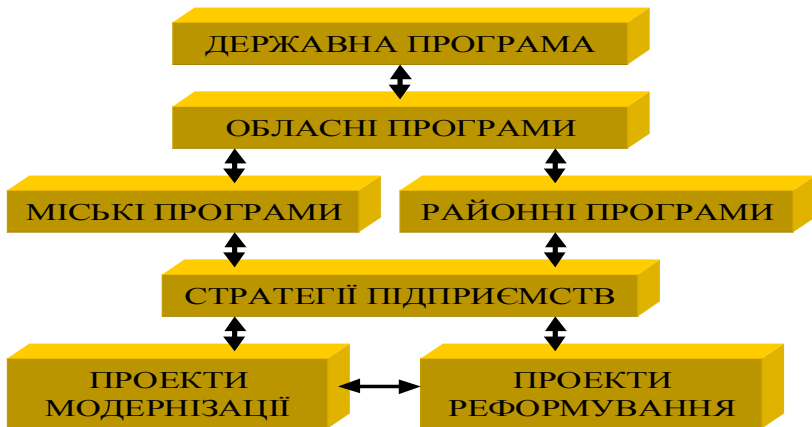 ДЕРЖАВНА ПРОГРАМА
ОБЛАСНІ ПРОГРАМИ
МІСЬКІ ПРОГРАМИ
РАЙОННІ ПРОГРАМИ
СТРАТЕГІЇ ПІДПРИЄМСТВ
ПРОЕКТИ
МОДЕРНІЗАЦІЇ
ПРОЕКТИ
РЕФОРМУВАННЯ